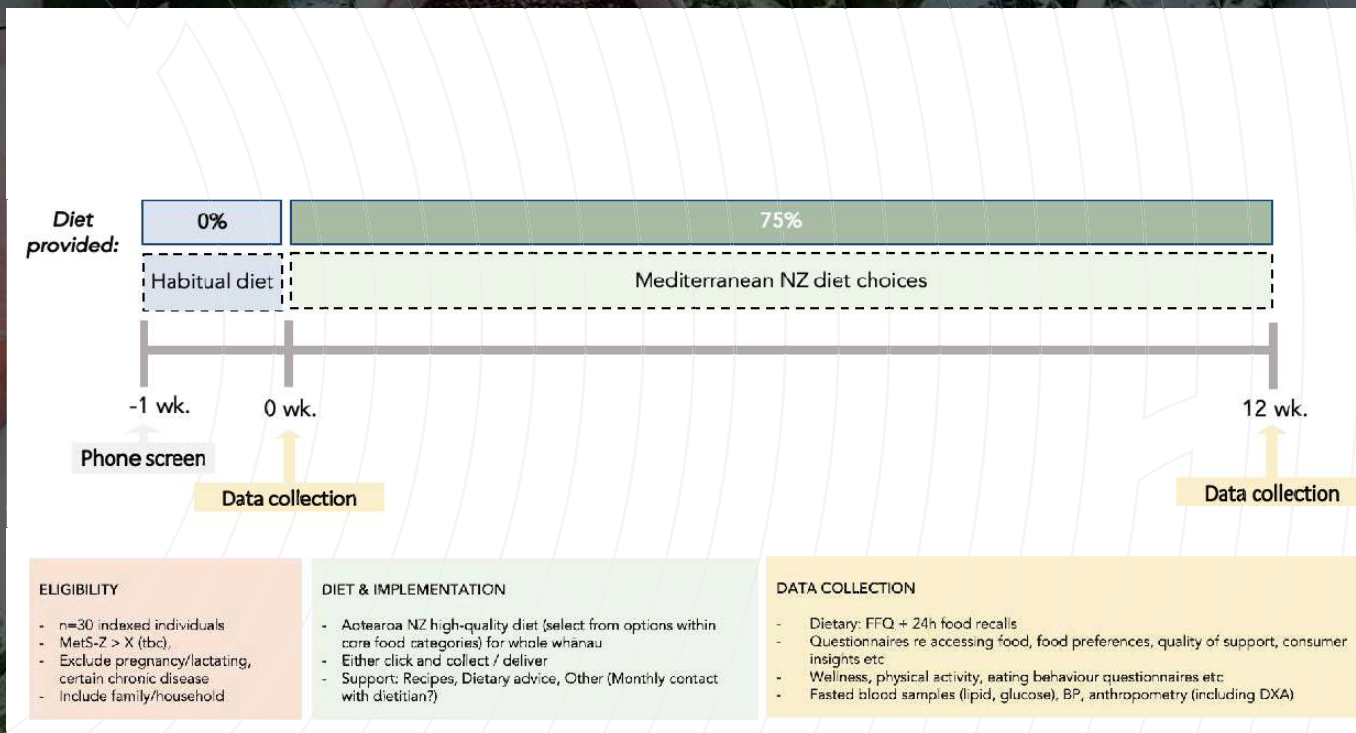 Diet
provided:
0%
75%
Habitual diet
Mediterranean NZ diet choices
-1 wk.
0 wk.
12 wk.
Phone screen
Data collection
Data collection
ELIGIBILITY
- n=30 indexed individuals
- MetS-Z > X (tbc),
- Exclude pregnancy/lactating,
certain chronic disease
- Include family/household
DIET & IMPLEMENTATION
- Aotearoa NZ high-quality diet (select from options within
core food categories) for whole whānau
- Either click and collect / deliver
- Support: Recipes, Dietary advice, Other (Monthly contact
with dietitian?)
DATA COLLECTION
- Dietary: FFQ + 24h food recalls
- Questionnaires re accessing food, food preferences, quality of support, consumer
insights etc
- Wellness, physical activity, eating behaviour questionnaires etc
- Fasted blood samples (lipid, glucose), BP, anthropometry (including DXA)